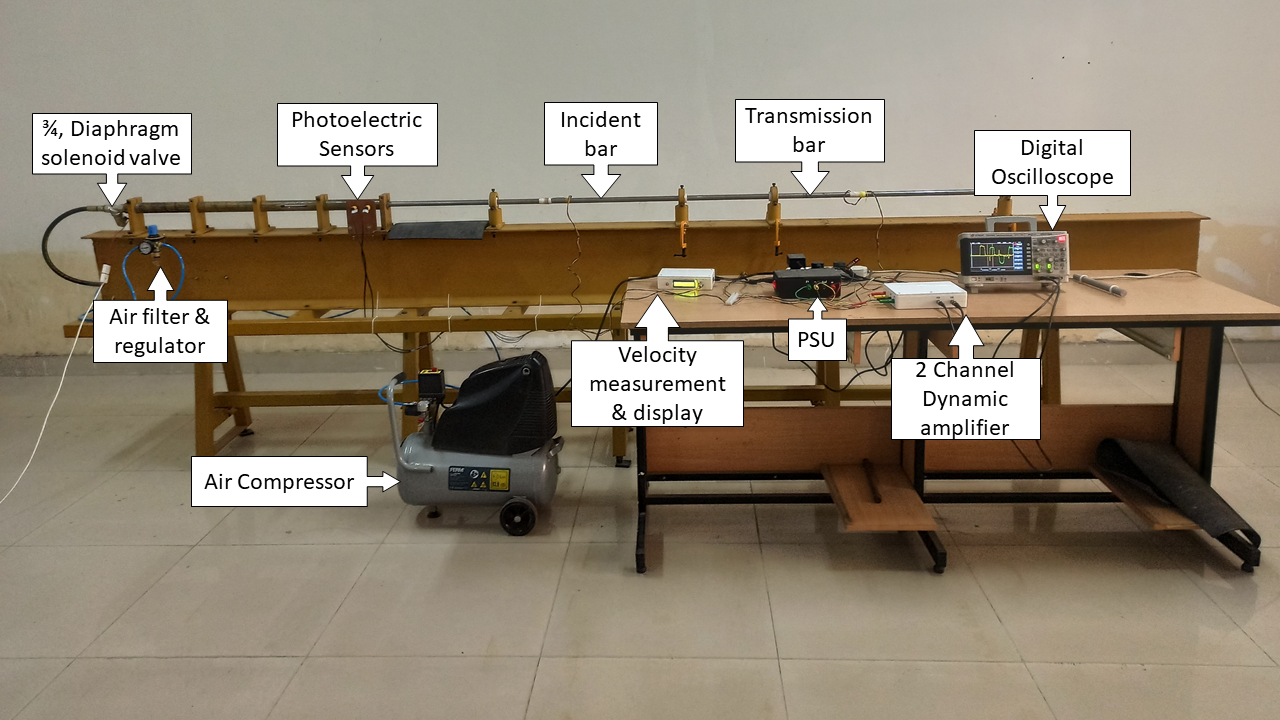 ¾, Diaphragm
solenoid valve
Photoelectric
Sensors
Incident
bar
Transmission
bar
Digital
Oscilloscope
Air filter &
regulator
Velocity
measurement
& display
PSU
2 Channel
Dynamic
amplifier
Air Compressor
FERM